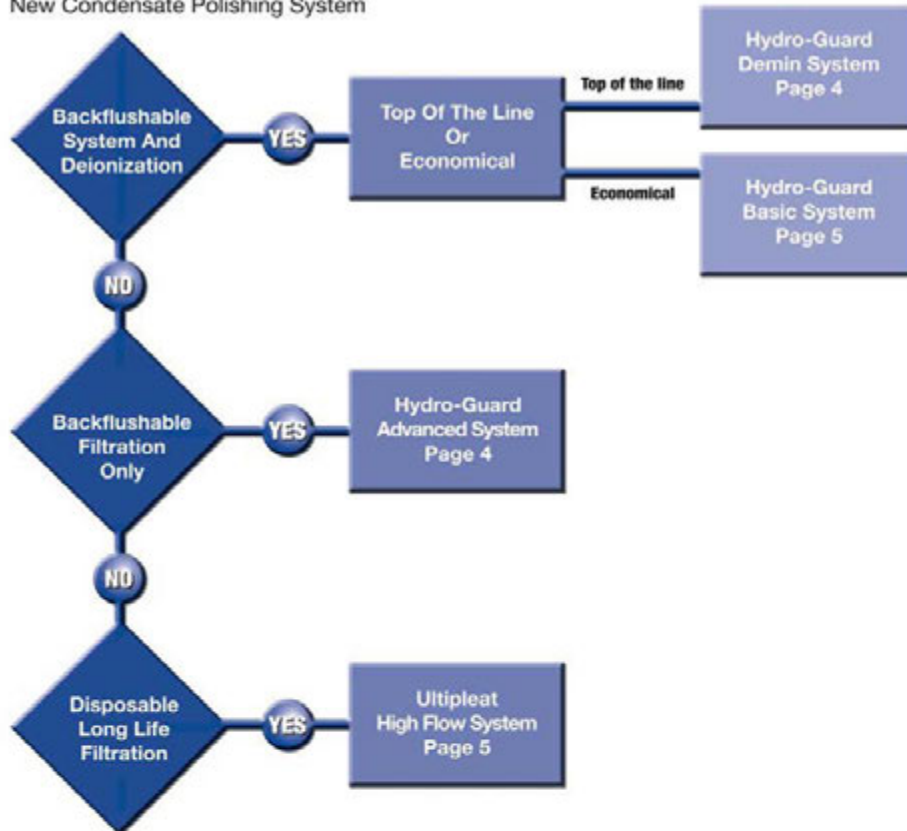 New Condensate Polishing System
Backflushable
System And
Deionization
YES
Top Of The Line
Or
Economical
Top of the line
Hydro-Guard
Demin System
Page 4
Economical
Hydro-Guard
Basic System
Page 5
NO
Backflushable
Filtration
Only
YES
Hydro-Guard
Advanced System
Page 4
NO
Disposable
Long Life
Filtration
YES
Ultipleat
High Flow System
Page 5